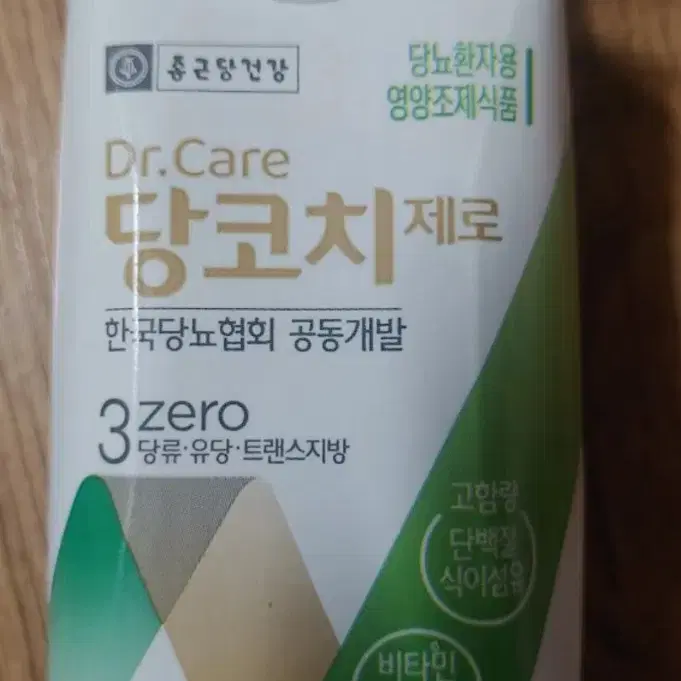 종근당건강
당뇨환자용
영양조제식품
Dr.Care
당코치제로
한국당뇨협회 공동개발
3zero
당류·유당·트랜스지방
고함량
단백질
식이섬유
비타민